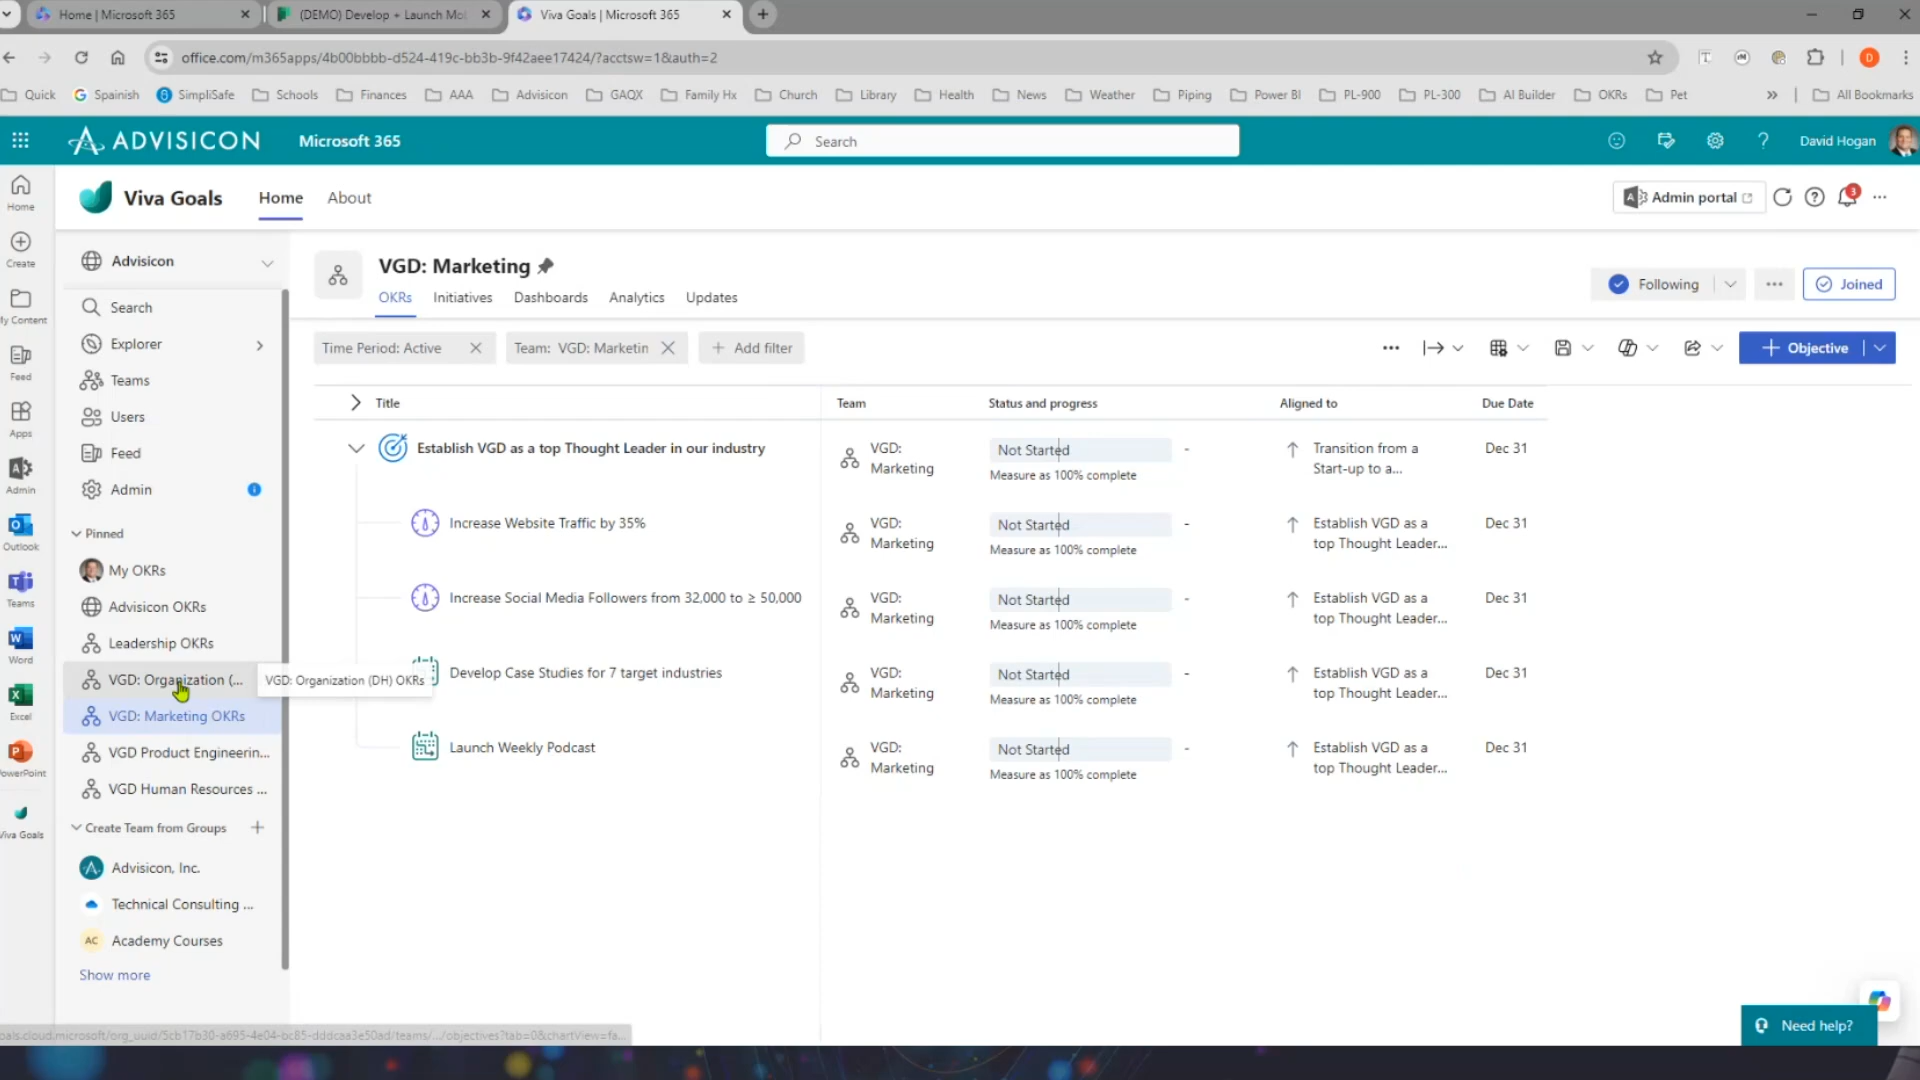 Home | Microsoft 365
(DEMO) Develop + Launch Mo
Viva Goals | Microsoft 365
office.com/m365apps/4b00bbbb-d524-419c-bb3b-9f42aee17424/?acctsw=1&auth=2
T
D
Quick
Spainish
SimpliSafe
Schools
Finances
AAA
Advisicon
GAQX
Family Hx
Church
Library
Health
News
Weather
Piping
Power BI
PL-900
PL-300
AI Builder
OKRs
Pet
All Bookmarks
ADVISICON
Microsoft 365
Search
David Hogan
Home
Create
My Content
Feed
Apps
Admin
Outlook
Teams
Word
Excel
PowerPoint
Viva Goals
Viva Goals
Home
About
Admin portal
3
Advisicon
Search
Explorer
Teams
Users
Feed
Admin
Pinned
My OKRs
Advisicon OKRs
Leadership OKRs
VGD: Organization (...
VGD: Organization (DH) OKRs
VGD: Marketing OKRs
VGD Product Engineerin...
VGD Human Resources ...
Create Team from Groups
Advisicon, Inc.
Technical Consulting ...
AC
Academy Courses
Show more
VGD: Marketing
OKRs
Initiatives
Dashboards
Analytics
Updates
Following
Joined
Time Period: Active
Team: VGD: Marketin
Add filter
Objective
Title
Team
Status and progress
Aligned to
Due Date
Establish VGD as a top Thought Leader in our industry
VGD:
Marketing
Not Started
-
Measure as 100% complete
Transition from a
Start-up to a...
Dec 31
Increase Website Traffic by 35%
VGD:
Marketing
Not Started
-
Measure as 100% complete
Establish VGD as a
top Thought Leader...
Dec 31
Increase Social Media Followers from 32,000 to ≥ 50,000
VGD:
Marketing
Not Started
-
Measure as 100% complete
Establish VGD as a
top Thought Leader...
Dec 31
Develop Case Studies for 7 target industries
VGD:
Marketing
Not Started
-
Measure as 100% complete
Establish VGD as a
top Thought Leader...
Dec 31
Launch Weekly Podcast
VGD:
Marketing
Not Started
-
Measure as 100% complete
Establish VGD as a
top Thought Leader...
Dec 31
Need help?